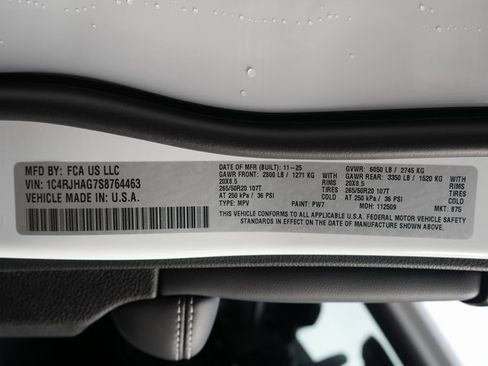 MFD BY: FCA US LLC
VIN: 1C4RJHAG7S8764463
VEHICLE MADE IN: U.S.A.
DATE OF MFR (BUILT): 11-25 GVWR: 6050 LB / 2745 KG
GAWR FRONT: 2800 LB / 1271 KG WITH GAWR REAR: 3350 LB / 1520 KG WITH
20X8.5 RIMS 20X8.5 RIMS
265/50R20 107T TIRES 265/50R20 107T TIRES
AT 250 kPa / 36 PSI COLD AT 250 kPa / 36 PSI COLD
TYPE: MPV PAINT: PW7 MDH: 112509 MKT: 875
THIS VEHICLE CONFORMS TO ALL APPLICABLE U.S.A. FEDERAL MOTOR VEHICLE SAFETY
STANDARDS IN EFFECT ON THE DATE OF MANUFACTURE SHOWN ABOVE.